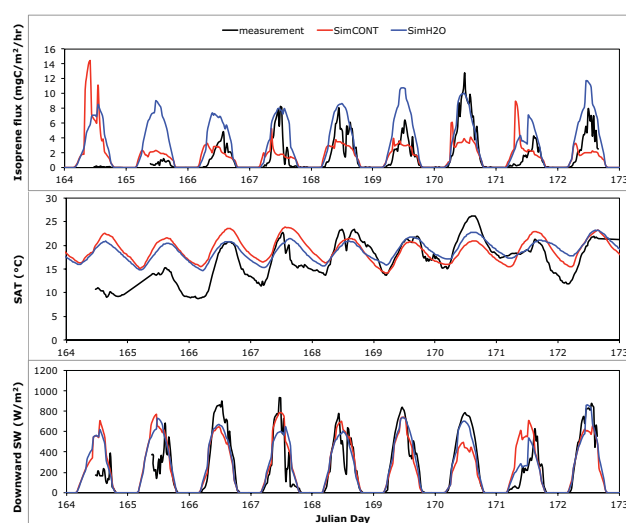 measurement SimCONT SimH2O
Isoprene flux (mgC/m²/hr)
16
14
12
10
8
6
4
2
0
164 165 166 167 168 169 170 171 172 173
SAT (°C)
30
25
20
15
10
5
0
164 165 166 167 168 169 170 171 172 173
Downward SW (W/m²)
1200
1000
800
600
400
200
0
164 165 166 167 168 169 170 171 172 173
Julian Day